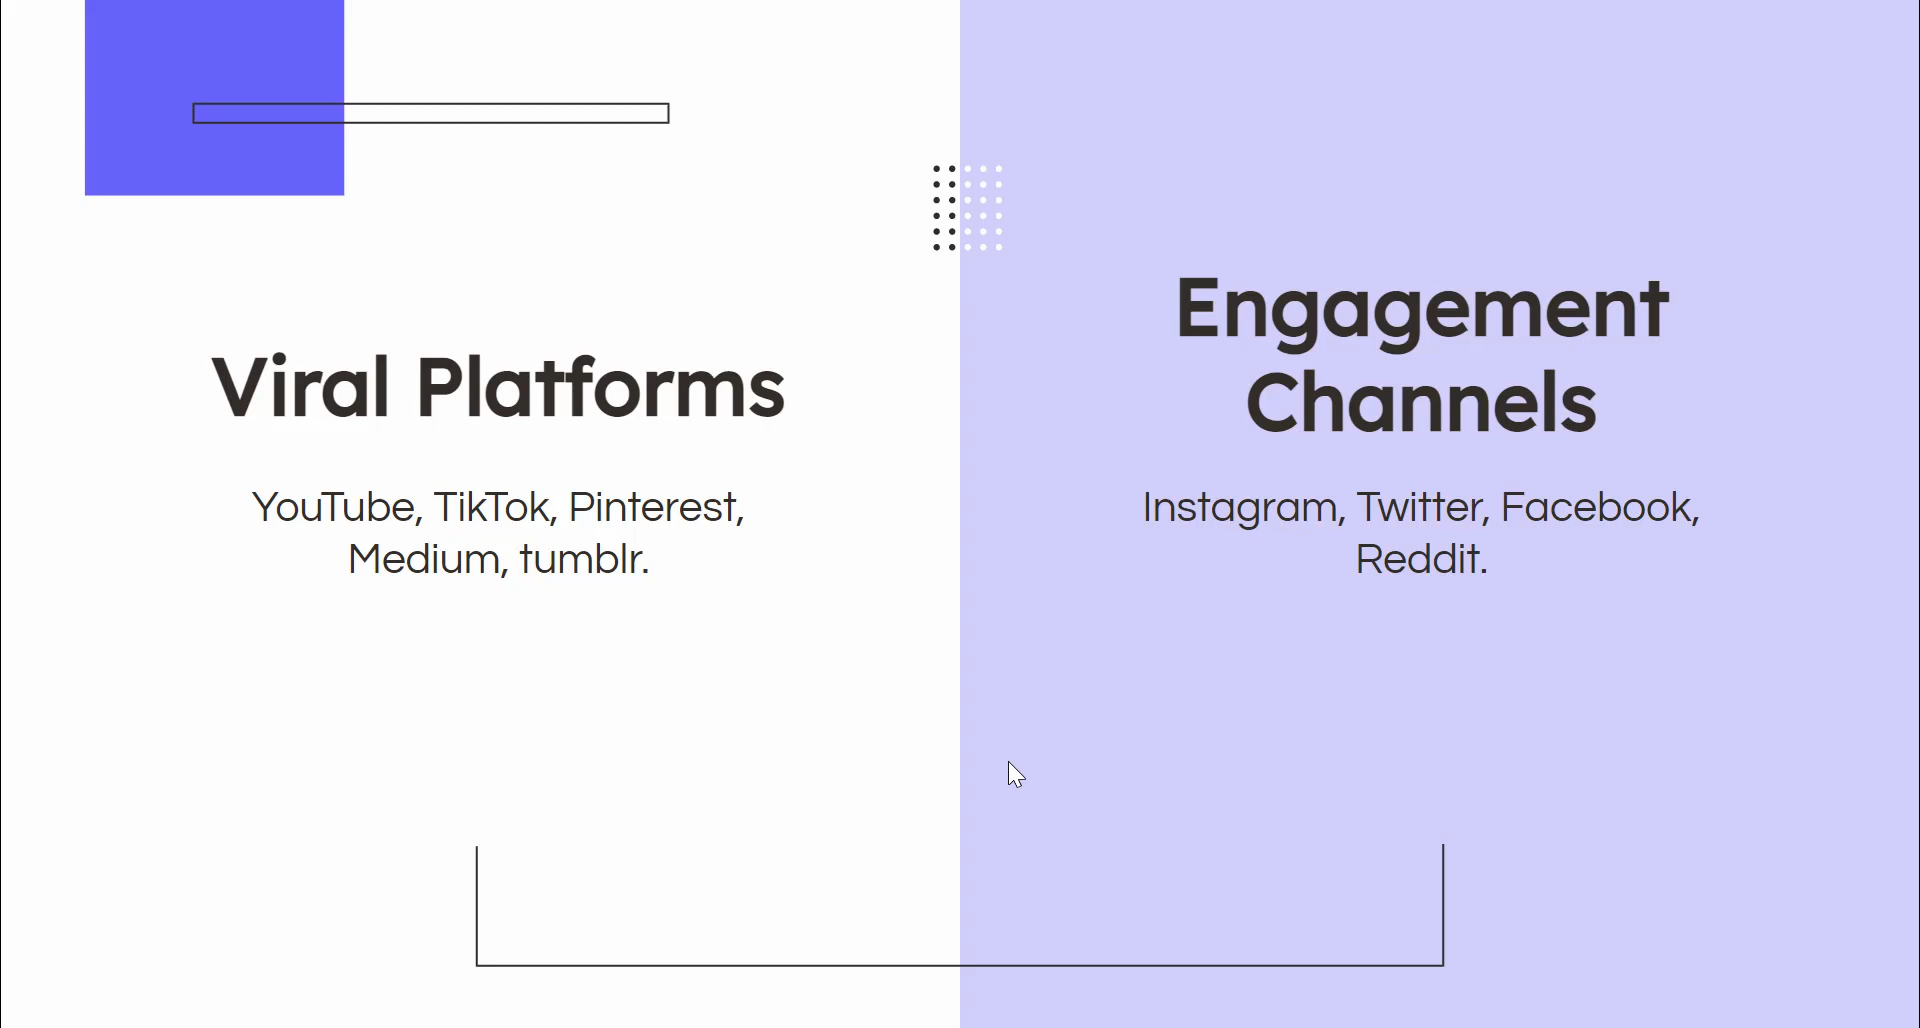 Viral Platforms
YouTube, TikTok, Pinterest,
Medium, tumblr.
Engagement
Channels
Instagram, Twitter, Facebook,
Reddit.